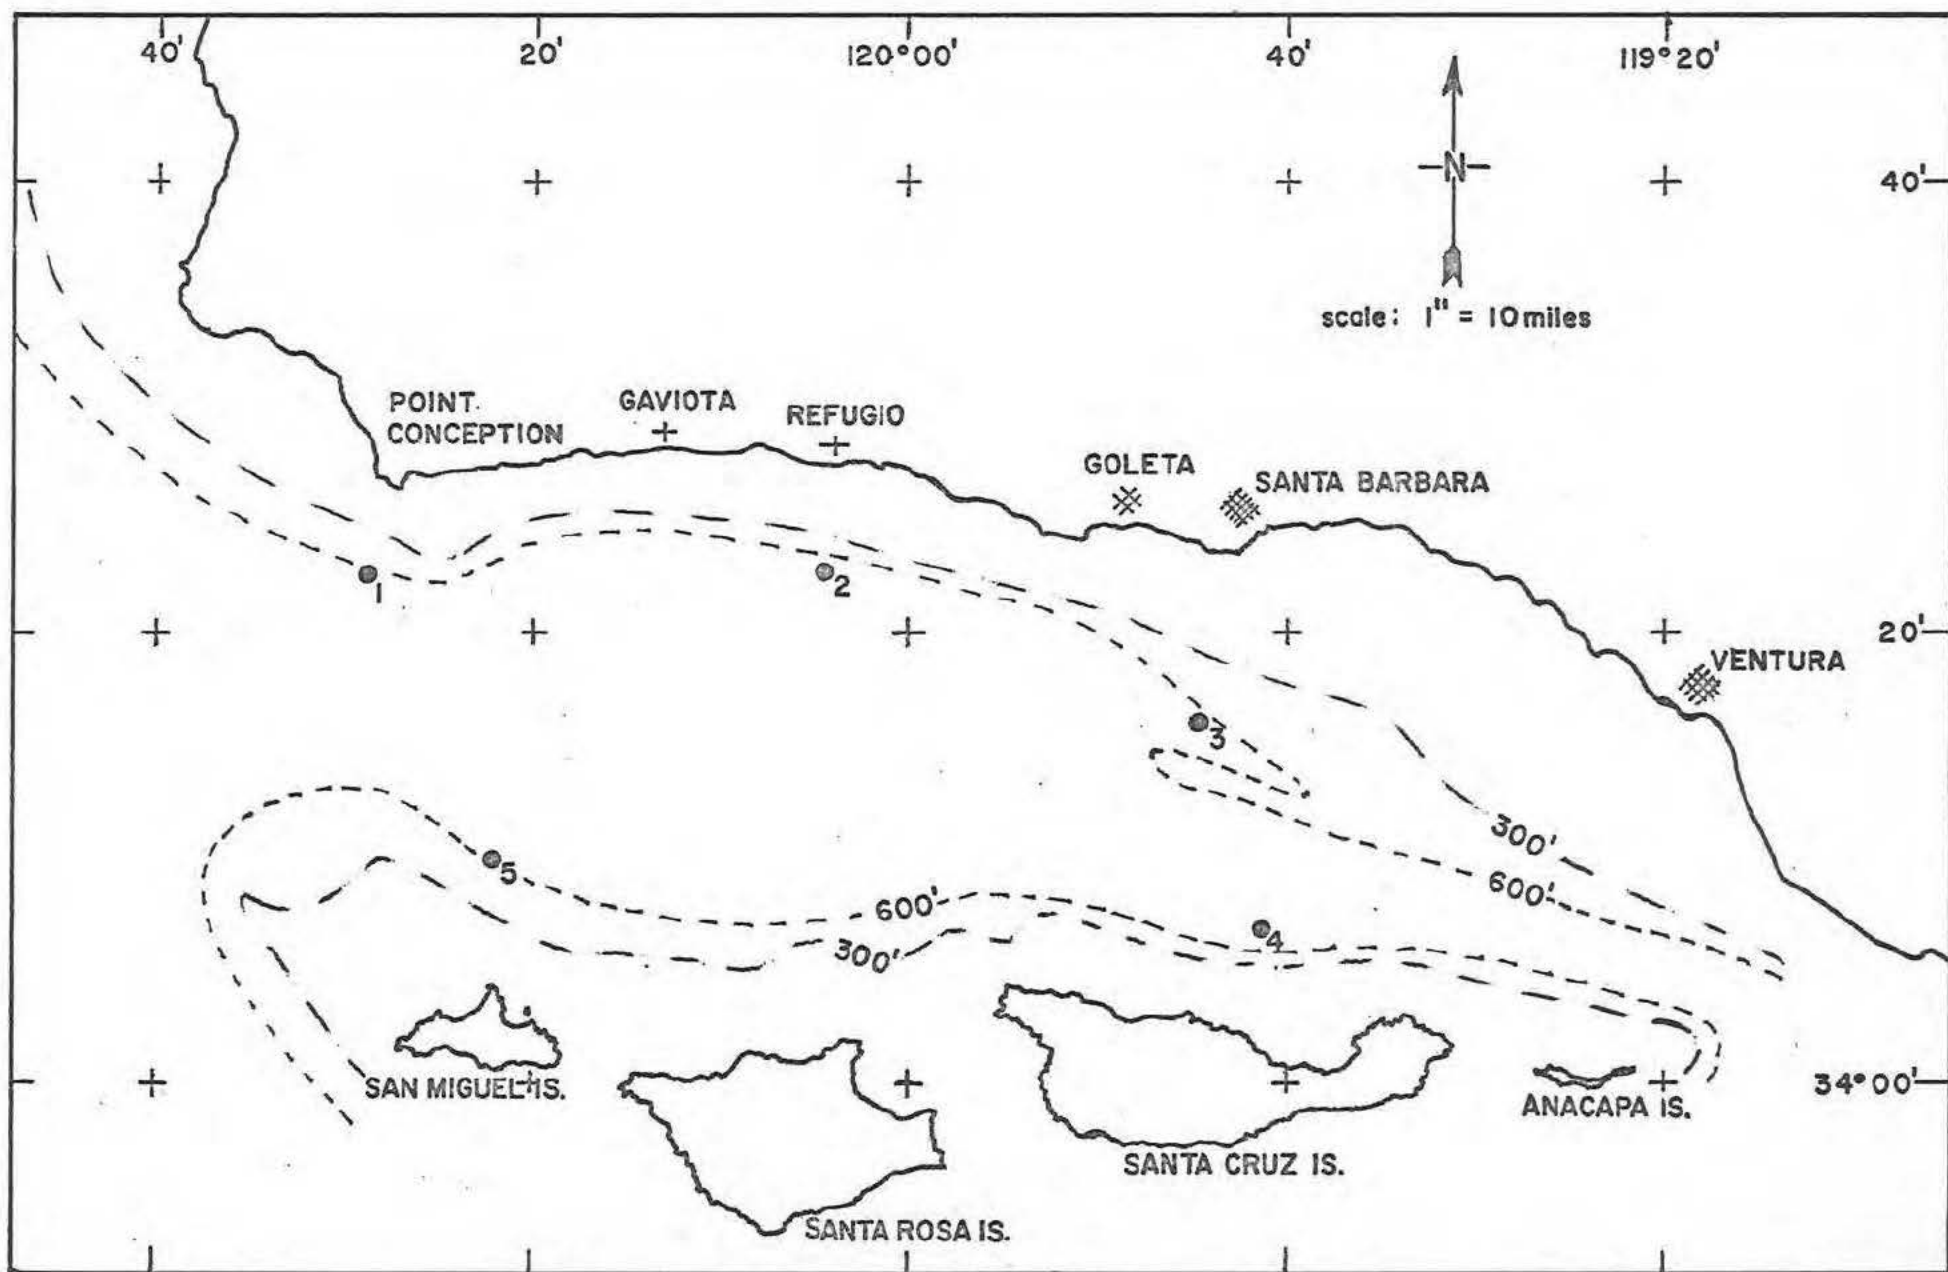 40' 20' 120°00' 40' 119°20'
N
40'
scale: 1" = 10 miles
POINT
CONCEPTION
GAVIOTA
REFUGIO
GOLETA
SANTA BARBARA
1
2
20'
VENTURA
3
300'
5
600'
600'
4
300'
34°00'
SAN MIGUEL IS.
ANACAPA IS.
SANTA CRUZ IS.
SANTA ROSA IS.